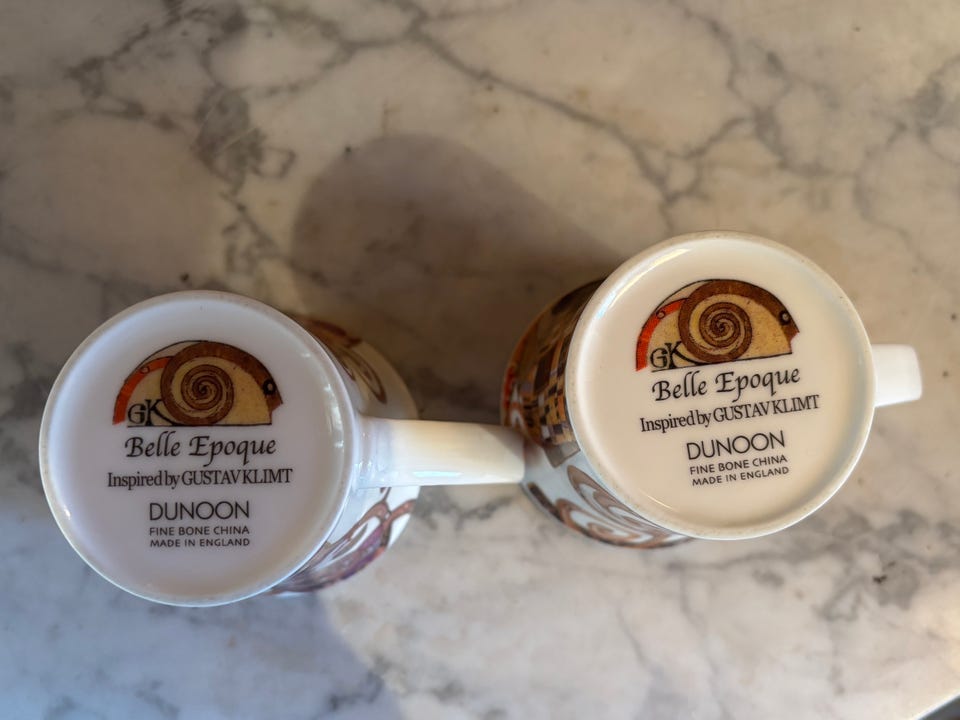 GK
Belle Epoque
Inspired by GUSTAV KLIMT
DUNOON
FINE BONE CHINA
MADE IN ENGLAND
GK
Belle Epoque
Inspired by GUSTAV KLIMT
DUNOON
FINE BONE CHINA
MADE IN ENGLAND